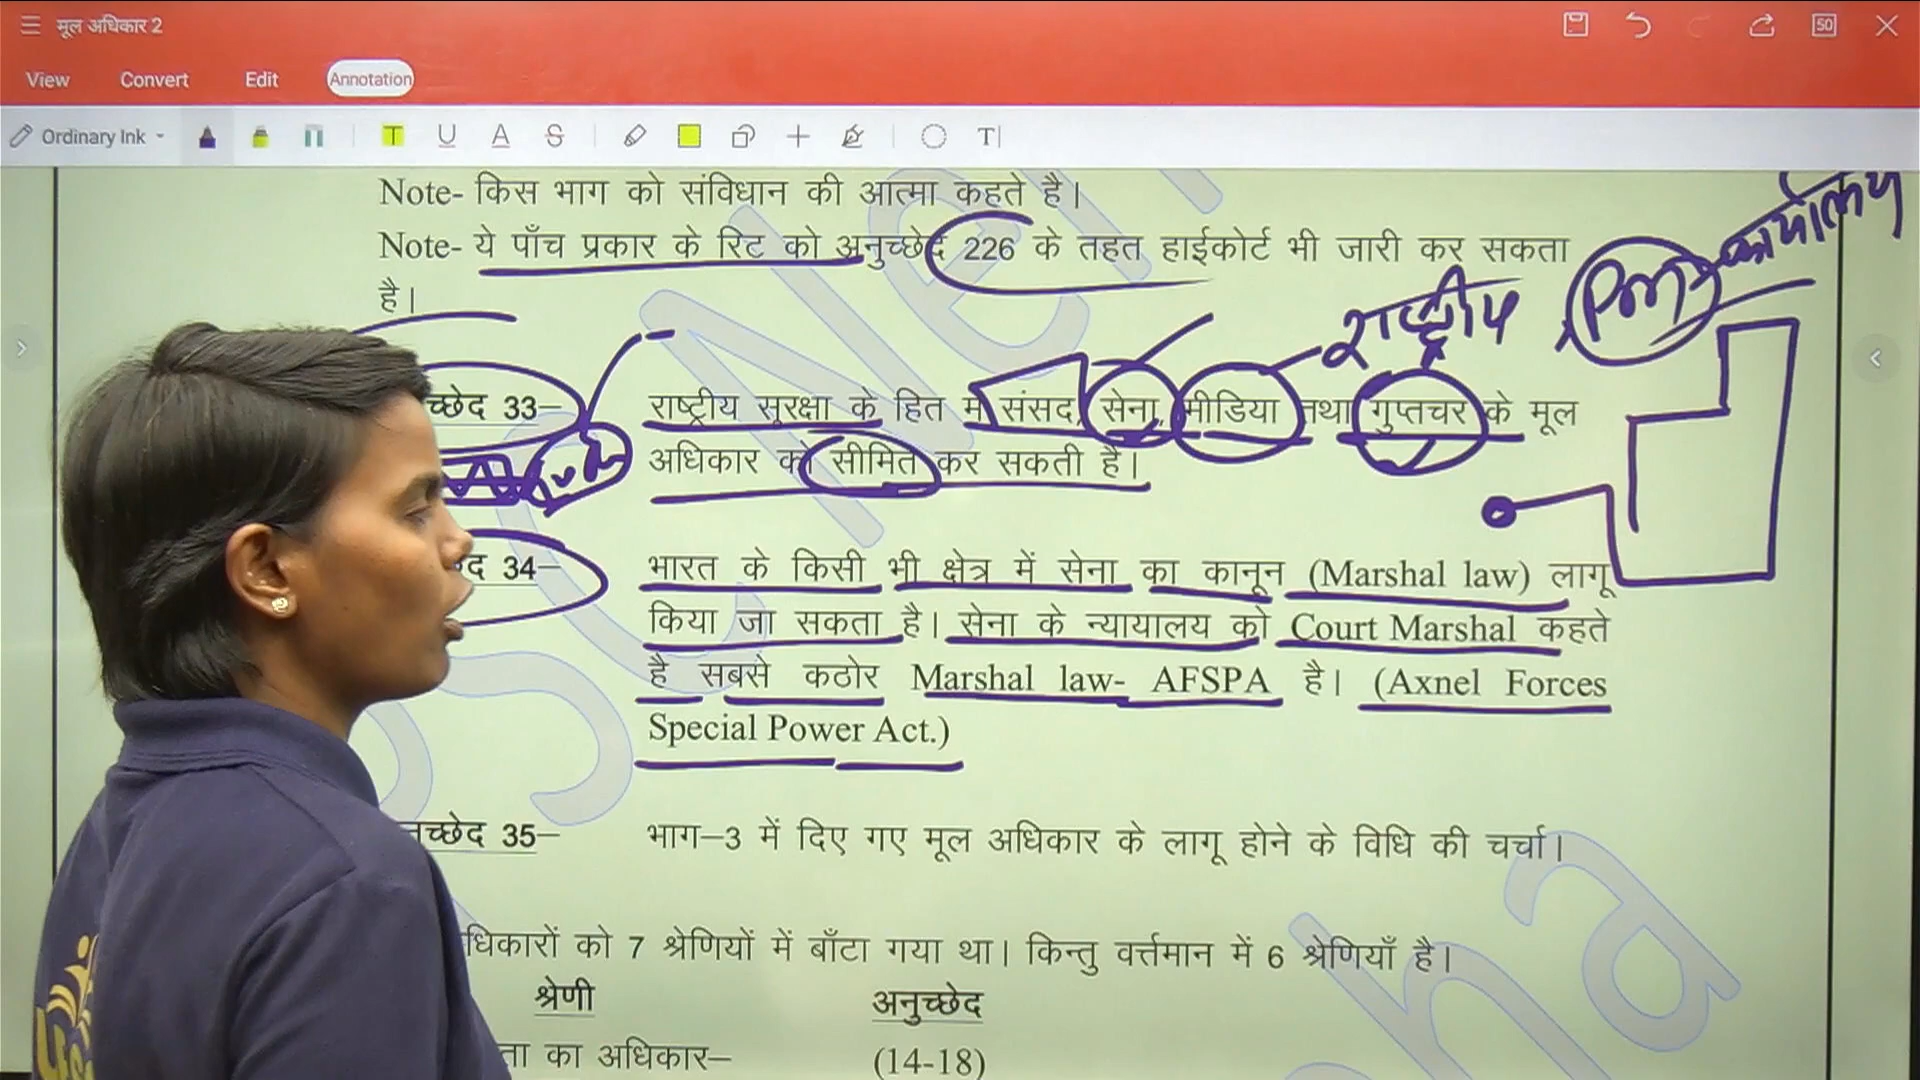 मूल अधिकार 2
50
View Convert Edit Annotation
Ordinary Ink T U A S T
Note- किस भाग को संविधान की आत्मा कहते है।
Note- ये पाँच प्रकार के रिट को अनुच्छेद 226 के तहत हाईकोर्ट भी जारी कर सकता
है।
कार्यालय
PM
राष्ट्रीय
च्छेद 33– राष्ट्रीय सुरक्षा के हित में संसद, सेना, मीडिया तथा गुप्तचर के मूल
अधिकार को सीमित कर सकती है।
द 34– भारत के किसी भी क्षेत्र में सेना का कानून (Marshal law) लागू
किया जा सकता है। सेना के न्यायालय को Court Marshal कहते
है सबसे कठोर Marshal law- AFSPA है। (Axnel Forces
Special Power Act.)
नुच्छेद 35– भाग–3 में दिए गए मूल अधिकार के लागू होने के विधि की चर्चा।
धिकारों को 7 श्रेणियों में बाँटा गया था। किन्तु वर्त्तमान में 6 श्रेणियाँ है।
श्रेणी अनुच्छेद
ता का अधिकार– (14-18)